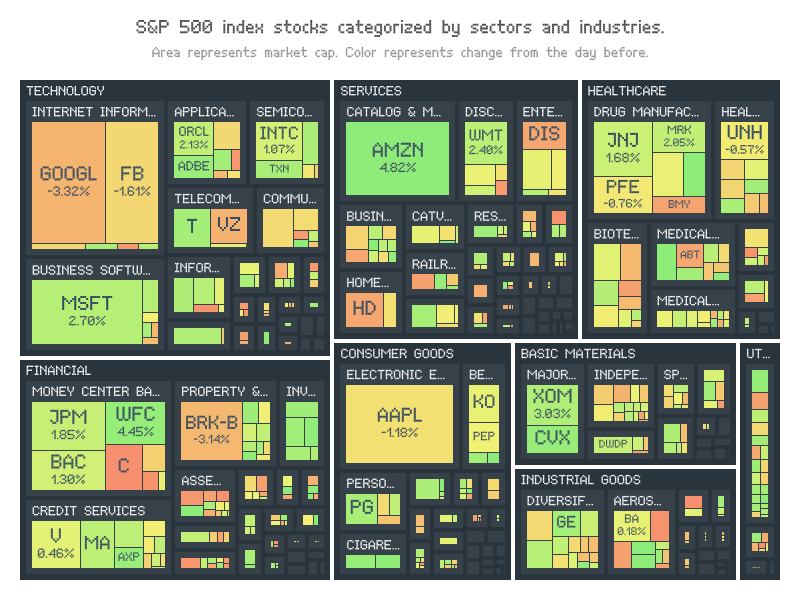 S&P 500 index stocks categorized by sectors and industries.
Area represents market cap. Color represents change from the day before.
TECHNOLOGY
INTERNET INFORM...
GOOGL
-3.32%
FB
-1.61%
APPLICA...
ORCL
2.13%
ADBE
SEMICO...
INTC
1.07%
TXN
TELECOM...
T
VZ
COMMU...
BUSINESS SOFTW...
MSFT
2.70%
INFOR...
SERVICES
CATALOG & M...
AMZN
4.82%
DISC...
WMT
2.40%
ENTE...
DIS
BUSIN...
CATV...
RES...
HOME...
HD
RAILR...
HEALTHCARE
DRUG MANUFAC...
JNJ
1.68%
MRK
2.05%
PFE
-0.76%
BMY
HEAL...
UNH
-0.57%
BIOTE...
MEDICAL...
ABT
MEDICAL...
FINANCIAL
MONEY CENTER BA...
JPM
1.85%
WFC
4.45%
BAC
1.30%
C
PROPERTY &...
BRK-B
-3.14%
INV...
ASSE...
CREDIT SERVICES
V
0.46%
MA
AXP
CONSUMER GOODS
ELECTRONIC E...
AAPL
-1.18%
BE...
KO
PEP
PERSO...
PG
CIGARE...
BASIC MATERIALS
MAJOR...
XOM
3.03%
CVX
INDEPE...
DWDP
SP...
INDUSTRIAL GOODS
DIVERSIF...
GE
AEROS...
BA
0.18%
UT...